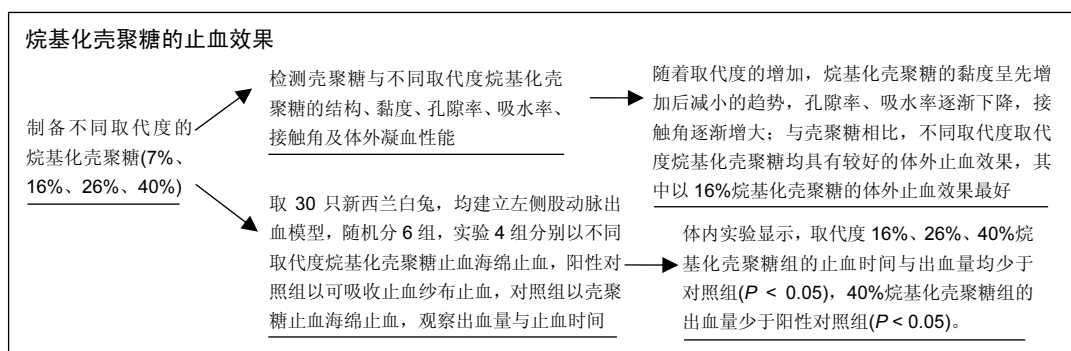 烷基化壳聚糖的止血效果
制备不同取代度的
烷基化壳聚糖(7%、
16%、26%、40%)
检测壳聚糖与不同取代度烷基化壳
聚糖的结构、黏度、孔隙率、吸水率、
接触角及体外凝血性能
随着取代度的增加，烷基化壳聚糖的黏度呈先增
加后减小的趋势，孔隙率、吸水率逐渐下降，接
触角逐渐增大；与壳聚糖相比，不同取代度取代
度烷基化壳聚糖均具有较好的体外止血效果，其
中以 16%烷基化壳聚糖的体外止血效果最好
取 30 只新西兰白兔，均建立左侧股动脉出
血模型，随机分 6 组，实验 4 组分别以不同
取代度烷基化壳聚糖止血海绵止血，阳性对
照组以可吸收止血纱布止血，对照组以壳聚
糖止血海绵止血，观察出血量与止血时间
体内实验显示，取代度 16%、26%、40%烷
基化壳聚糖组的止血时间与出血量均少于
对照组(P < 0.05)，40%烷基化壳聚糖组的
出血量少于阳性对照组(P < 0.05)。